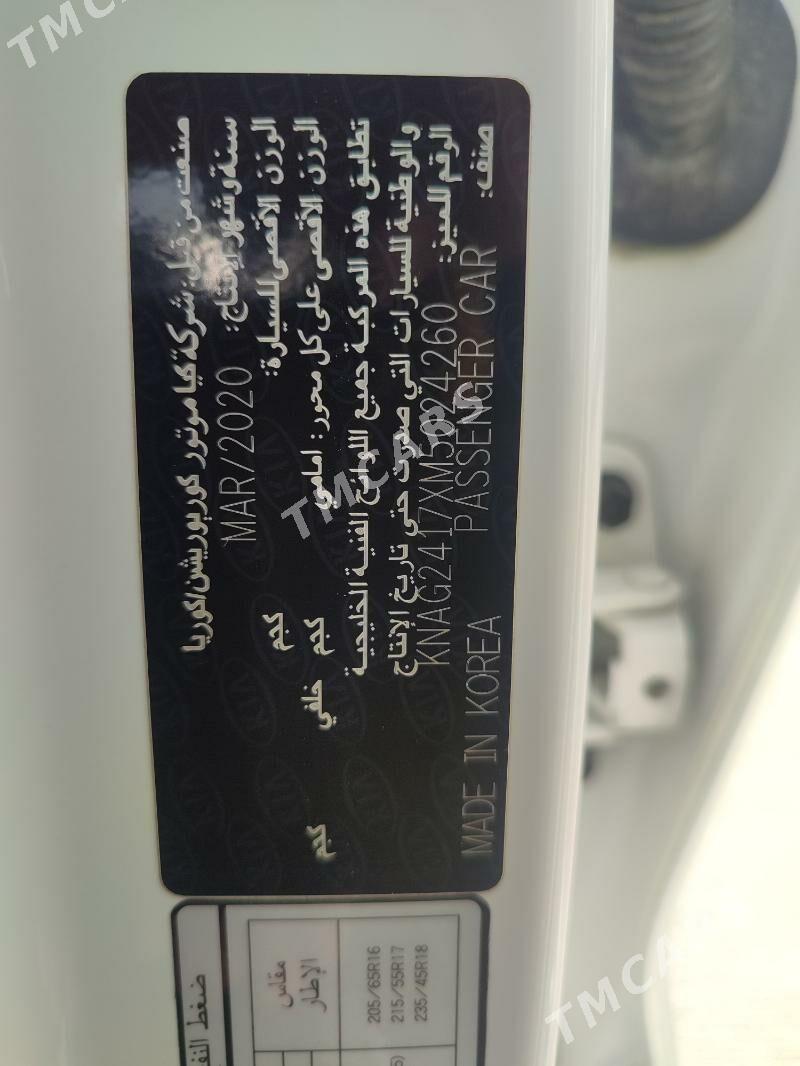 صنعت من قبل: شركة كيا موتور كوربوريشن/كوريا
سنة وشهر الإنتاج: MAR/2020
الوزن الأقصى للسيارة: كجم
الوزن الأقصى على كل محور: امامي كجم خلفي كجم
تطابق هذه المركبة جميع اللوائح الفنية الخليجية
والوطنية للسيارات التي صدرت حتى تاريخ الإنتاج
الرقم المميز: KNAG2417XM5024260
صنف: PASSENGER CAR MADE IN KOREA
ضغط
مقاس
الإطار
205/65R16
215/55R17
235/45R18
TMCARS
TMCARS